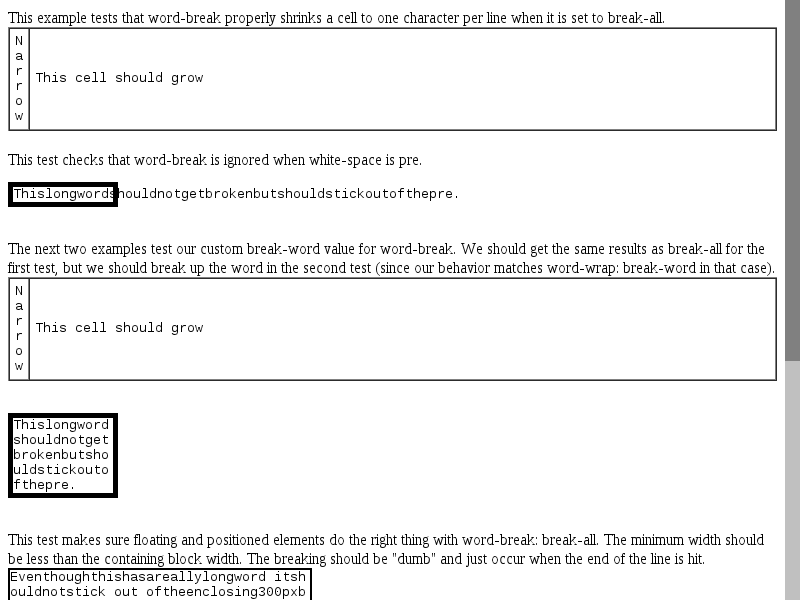 This example tests that word-break properly shrinks a cell to one character per line when it is set to break-all.
N
a
r
r
o
w
This cell should grow
This test checks that word-break is ignored when white-space is pre.
Thislongwordshouldnotgetbrokenbutshouldstickoutofthepre.
The next two examples test our custom break-word value for word-break. We should get the same results as break-all for the
first test, but we should break up the word in the second test (since our behavior matches word-wrap: break-word in that case).
N
a
r
r
o
w
This cell should grow
Thislongword
shouldnotget
brokenbutsho
uldstickouto
fthepre.
This test makes sure floating and positioned elements do the right thing with word-break: break-all. The minimum width should
be less than the containing block width. The breaking should be "dumb" and just occur when the end of the line is hit.
Eventhoughthishasareallylongword itsh
ouldnotstick out oftheenclosing300pxb